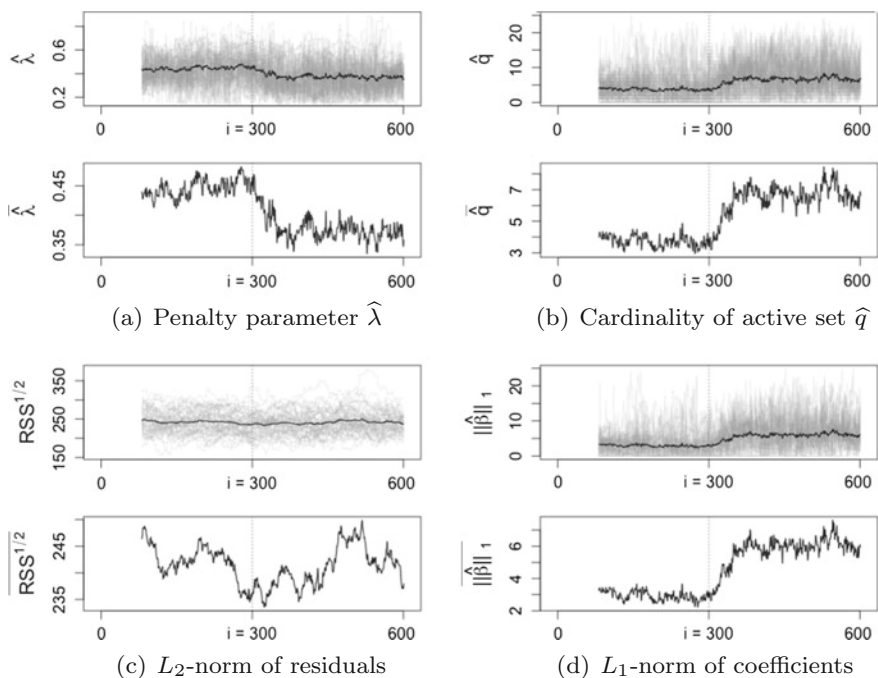 λ̂
0.6
0.2
0
i = 300
600
λ̂̅
0.45
0.35
0
i = 300
600
(a) Penalty parameter λ̂
q̂
20
10
0
0
i = 300
600
q̂̅
7
5
3
0
i = 300
600
(b) Cardinality of active set q̂
RSS^1/2
350
250
150
0
i = 300
600
RSS^1/2
245
235
0
i = 300
600
(c) L₂-norm of residuals
||β̂||₁
20
10
0
0
i = 300
600
||β̂||₁
6
4
2
0
i = 300
600
(d) L₁-norm of coefficients